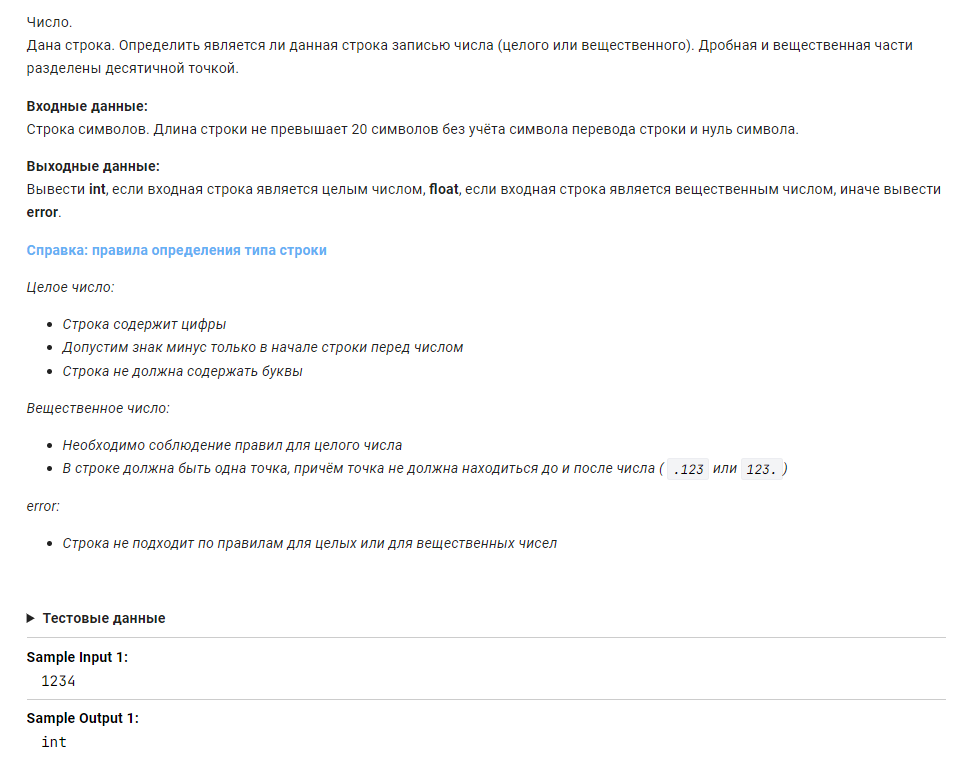 Число.
Дана строка. Определить является ли данная строка записью числа (целого или вещественного). Дробная и вещественная части
разделены десятичной точкой.
Входные данные:
Строка символов. Длина строки не превышает 20 символов без учёта символа перевода строки и нуль символа.
Выходные данные:
Вывести int, если входная строка является целым числом, float, если входная строка является вещественным числом, иначе вывести
error.
Справка: правила определения типа строки
Целое число:
• Строка содержит цифры
• Допустим знак минус только в начале строки перед числом
• Строка не должна содержать буквы
Вещественное число:
• Необходимо соблюдение правил для целого числа
• В строке должна быть одна точка, причём точка не должна находиться до и после числа ( .123 или 123. )
error:
• Строка не подходит по правилам для целых или для вещественных чисел
▶ Тестовые данные
Sample Input 1:
1234
Sample Output 1:
int